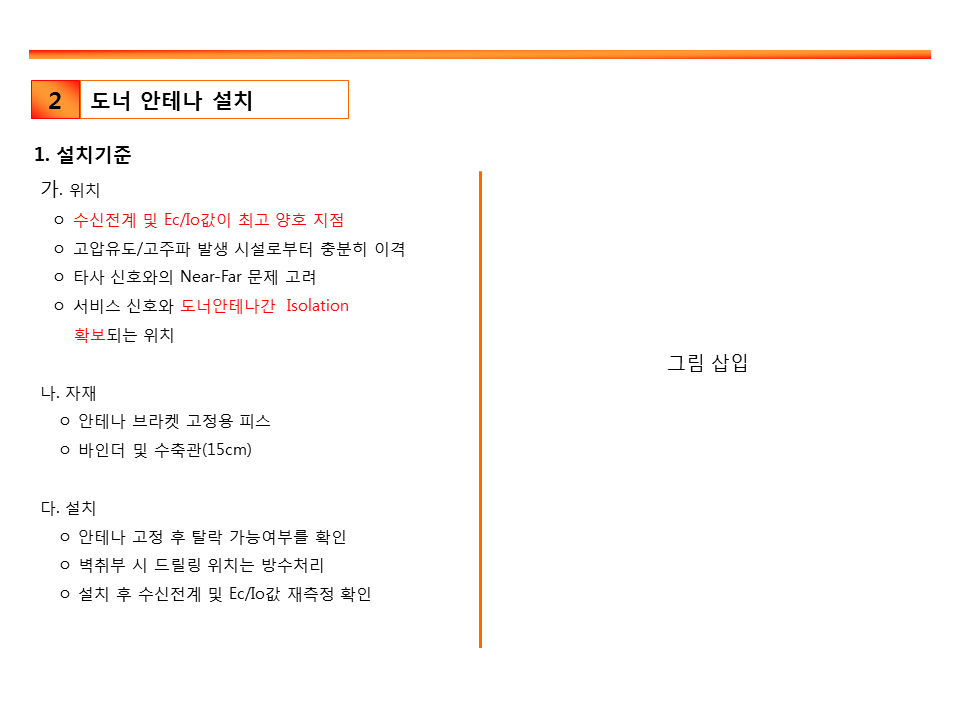 2 도너 안테나 설치
1. 설치기준
가. 위치
ㅇ 수신전계 및 Ec/Io값이 최고 양호 지점
ㅇ 고압유도/고주파 발생 시설로부터 충분히 이격
ㅇ 타사 신호와의 Near-Far 문제 고려
ㅇ 서비스 신호와 도너안테나간 Isolation
확보되는 위치
나. 자재
ㅇ 안테나 브라켓 고정용 피스
ㅇ 바인더 및 수축관(15cm)
다. 설치
ㅇ 안테나 고정 후 탈락 가능여부를 확인
ㅇ 벽취부 시 드릴링 위치는 방수처리
ㅇ 설치 후 수신전계 및 Ec/Io값 재측정 확인
그림 삽입